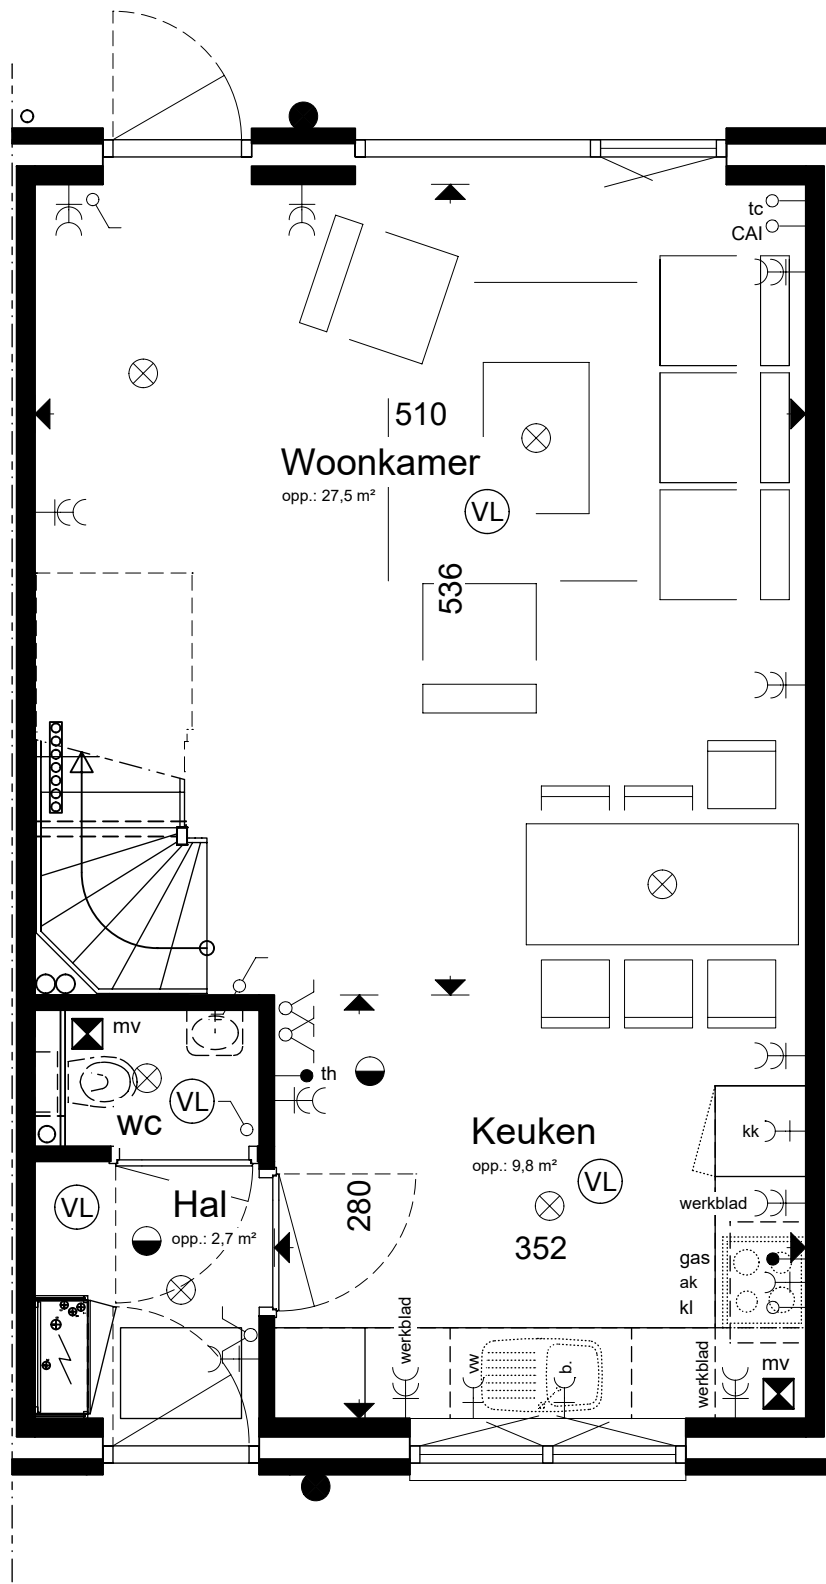 tc
CAI
510
Woonkamer
opp.: 27,5 m²
VL
536
mv
th
wc
VL
Keuken
opp.: 9,8 m²
VL
kk
VL
Hal
opp.: 2,7 m²
280
352
werkblad
gas
ak
kl
werkblad
vw
b.
werkblad
mv